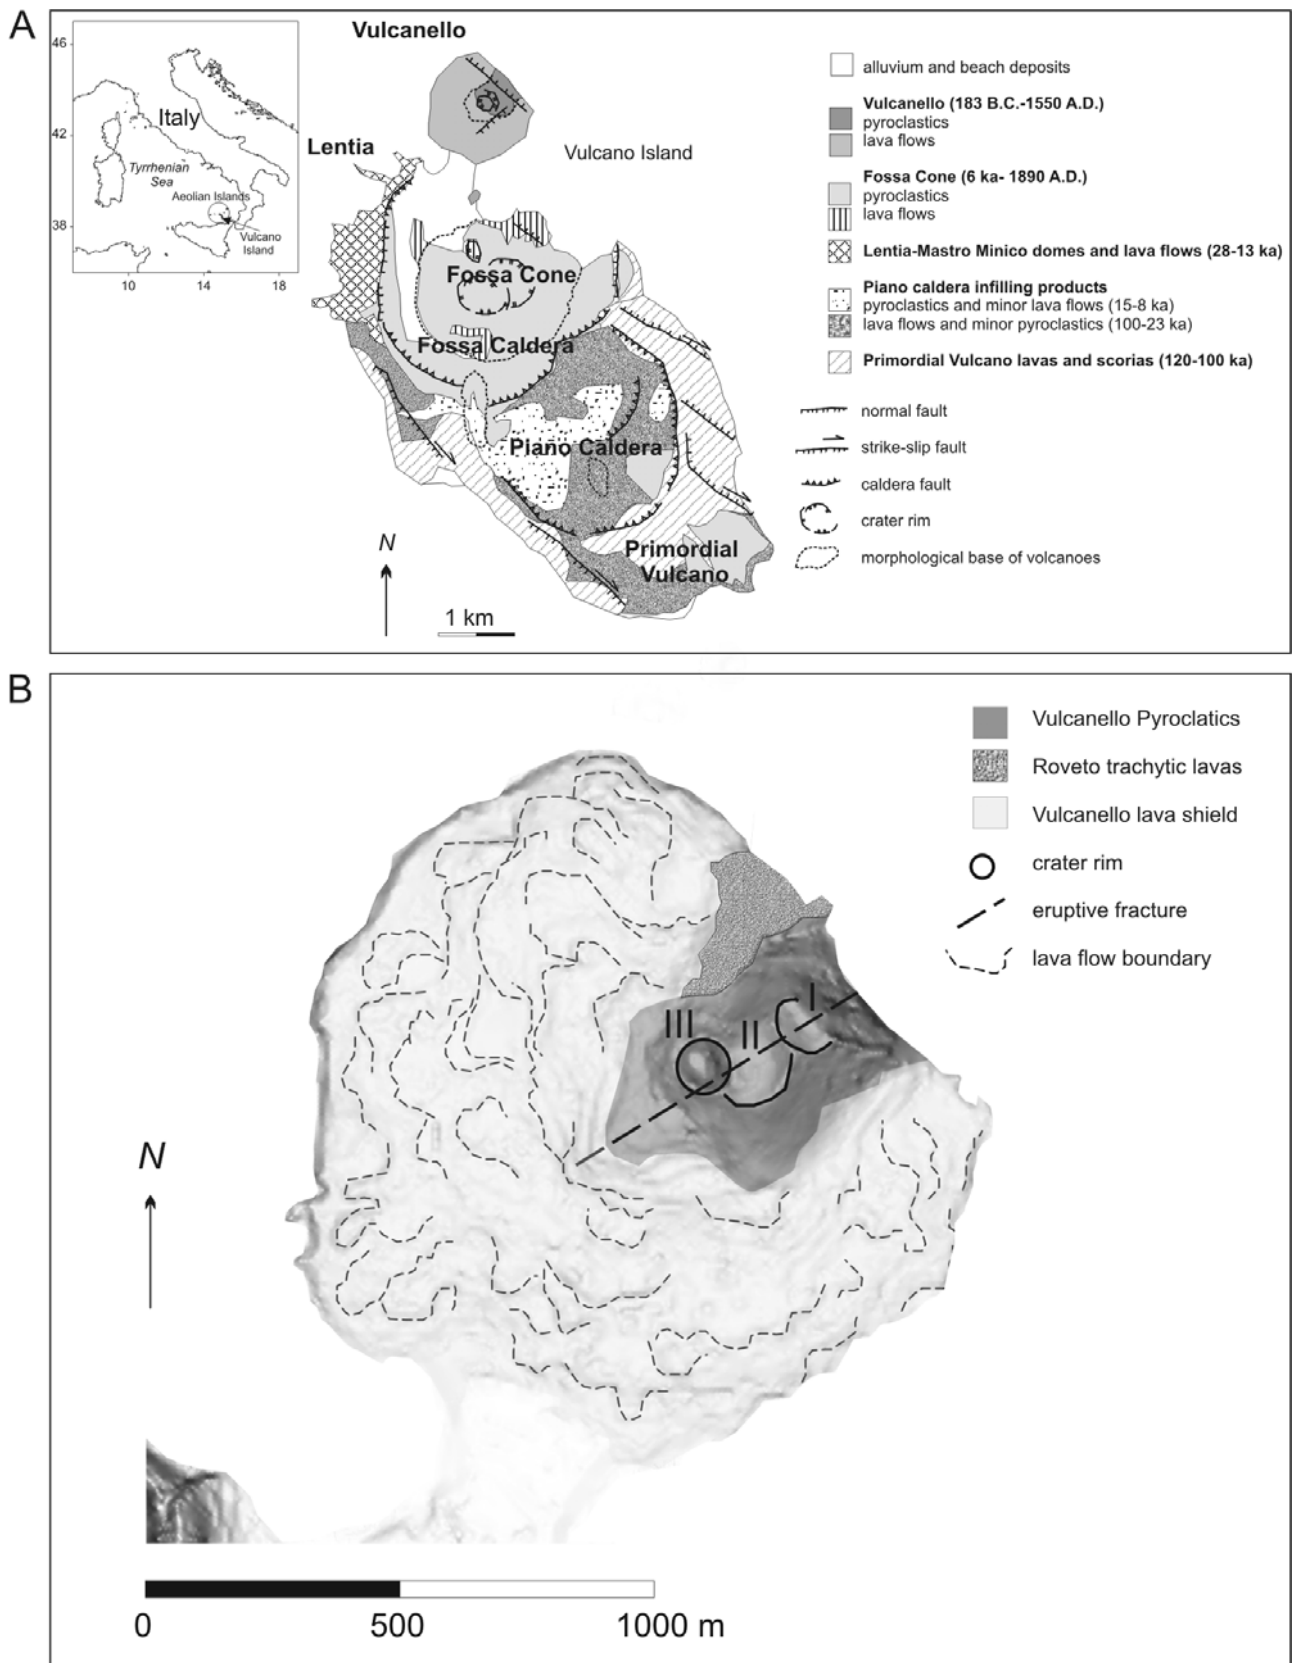 A
Vulcanello
46
42
38
10
14
18
Italy
Tyrrhenian
Sea
Aeolian Islands
Vulcano
Island
Lentia
Vulcano Island
Fossa Cone
Fossa Caldera
Piano Caldera
Primordial
Vulcano
N
1 km
alluvium and beach deposits
Vulcanello (183 B.C.-1550 A.D.)
pyroclastics
lava flows
Fossa Cone (6 ka- 1890 A.D.)
pyroclastics
lava flows
Lentia-Mastro Minico domes and lava flows (28-13 ka)
Piano caldera infilling products
pyroclastics and minor lava flows (15-8 ka)
lava flows and minor pyroclastics (100-23 ka)
Primordial Vulcano lavas and scorias (120-100 ka)
normal fault
strike-slip fault
caldera fault
crater rim
morphological base of volcanoes
B
Vulcanello Pyroclatics
Roveto trachytic lavas
Vulcanello lava shield
crater rim
eruptive fracture
lava flow boundary
I
II
III
N
0
500
1000 m